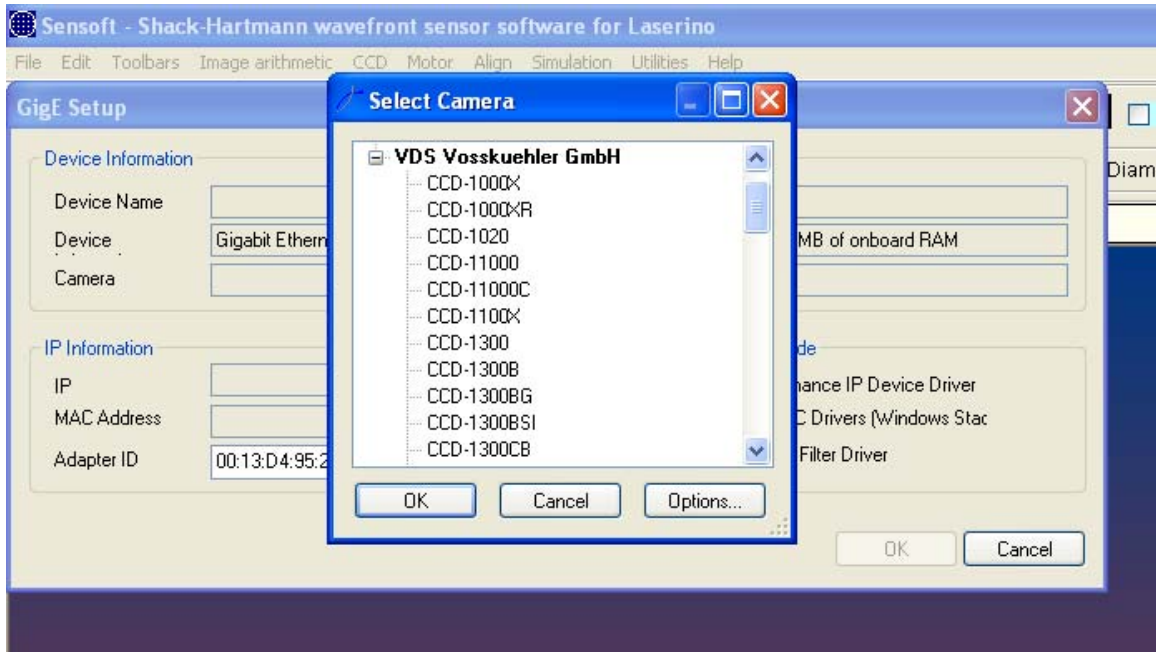 Sensoft - Shack-Hartmann wavefront sensor software for Laserino
File Edit Toolbars Image arithmetic CCD Motor Align Simulation Utilities Help
GigE Setup
Select Camera
Device Information
Device Name
Device
Gigabit Ethern
MB of onboard RAM
Camera
IP Information
IP
MAC Address
Adapter ID
00:13:D4:95:2
VDS Vosskuehler GmbH
CCD-1000X
CCD-1000XR
CCD-1020
CCD-11000
CCD-11000C
CCD-1100X
CCD-1300
CCD-1300B
CCD-1300BG
CCD-1300BSI
CCD-1300CB
OK Cancel Options...
de
mance IP Device Driver
C Drivers (Windows Stac
Filter Driver
OK Cancel
Diam